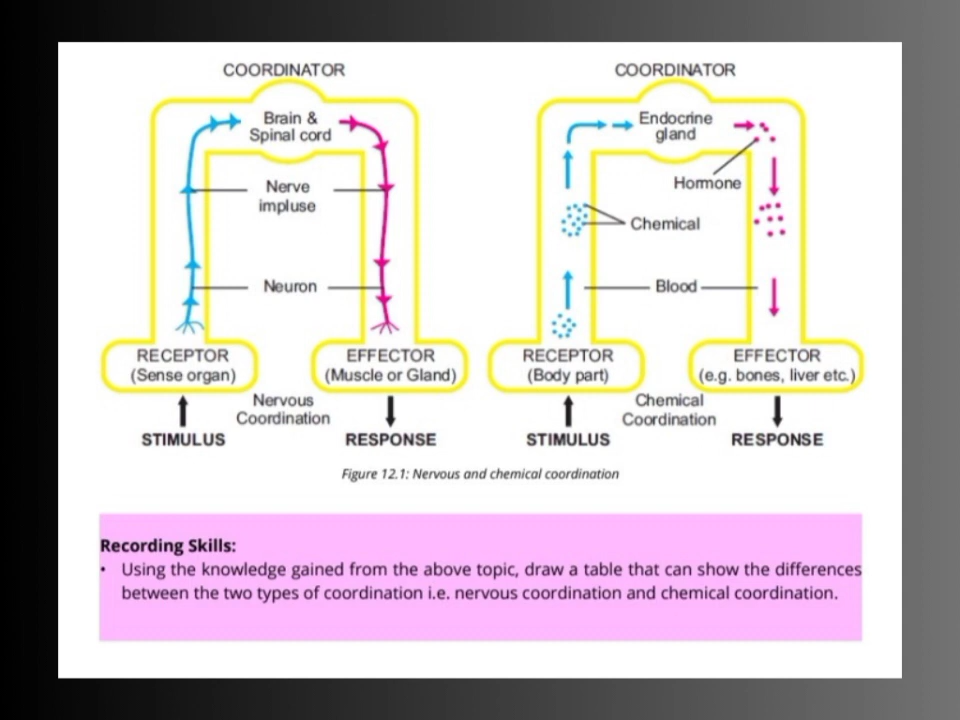 COORDINATOR
Brain &
Spinal cord
Nerve
impluse
Neuron
RECEPTOR
(Sense organ)
EFFECTOR
(Muscle or Gland)
Nervous
Coordination
STIMULUS
RESPONSE
COORDINATOR
Endocrine
gland
Hormone
Chemical
Blood
RECEPTOR
(Body part)
EFFECTOR
(e.g. bones, liver etc.)
Chemical
Coordination
STIMULUS
RESPONSE
Figure 12.1: Nervous and chemical coordination
Recording Skills:
• Using the knowledge gained from the above topic, draw a table that can show the differences
between the two types of coordination i.e. nervous coordination and chemical coordination.